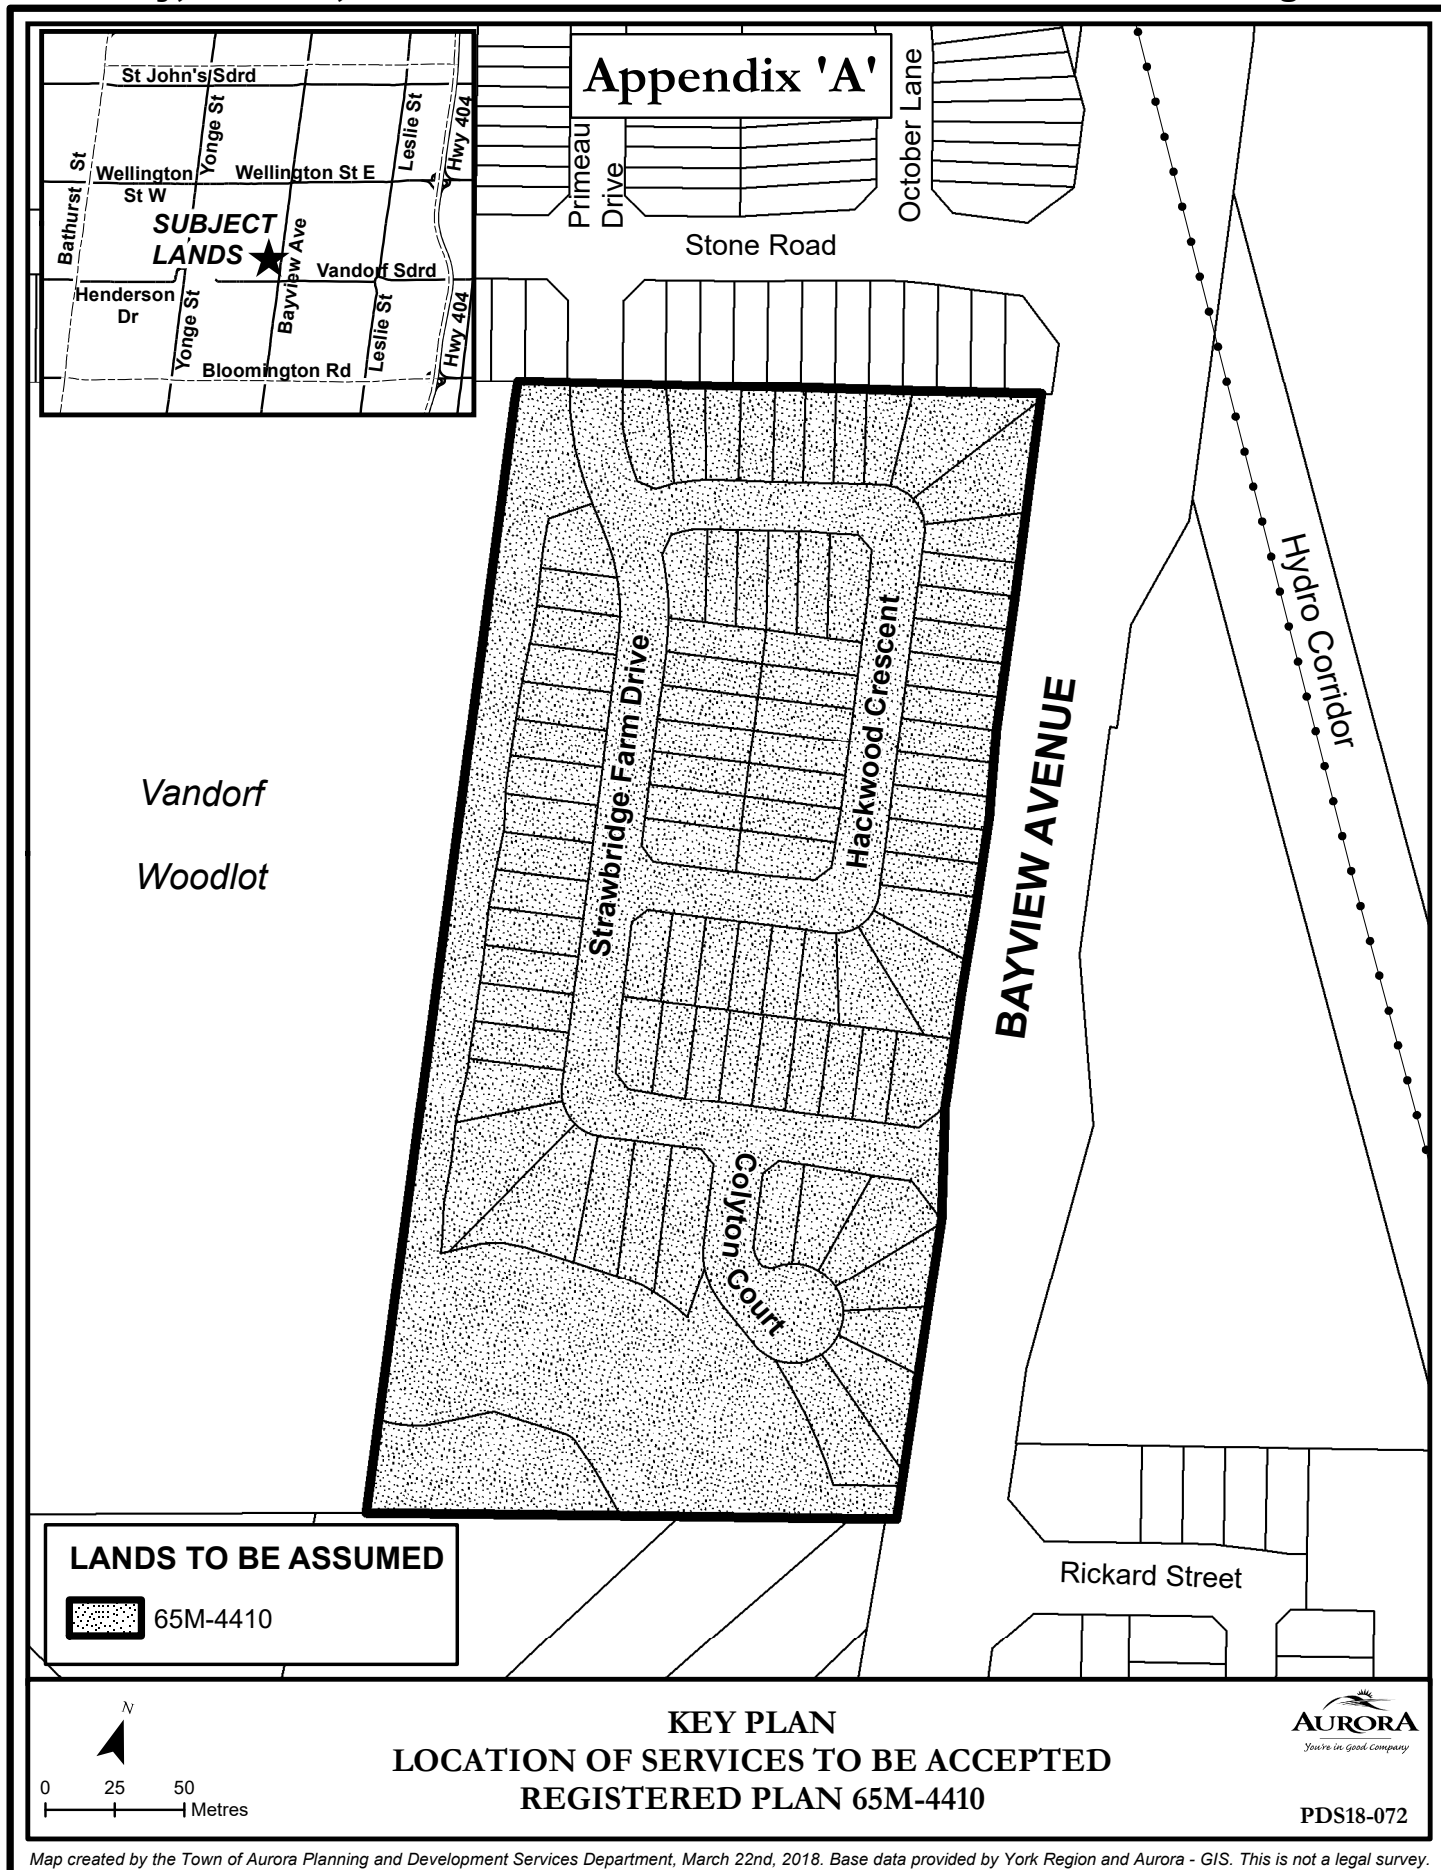 Appendix 'A'
St John's Sdrd
Yonge St
Leslie St
Hwy 404
Bathurst St
Wellington
St W
Wellington St E
SUBJECT
LANDS
Bayview Ave
Vandorf Sdrd
Henderson
Dr
Yonge St
Leslie St
Hwy 404
Bloomington Rd
Primeau
Drive
October Lane
Stone Road
Hydro Corridor
Strawbridge Farm Drive
Hackwood Crescent
BAYVIEW AVENUE
Vandorf
Woodlot
Colyton Court
Rickard Street
LANDS TO BE ASSUMED
65M-4410
N
0 25 50
Metres
KEY PLAN
LOCATION OF SERVICES TO BE ACCEPTED
REGISTERED PLAN 65M-4410
AURORA
You're in Good Company
PDS18-072
Map created by the Town of Aurora Planning and Development Services Department, March 22nd, 2018. Base data provided by York Region and Aurora - GIS. This is not a legal survey.